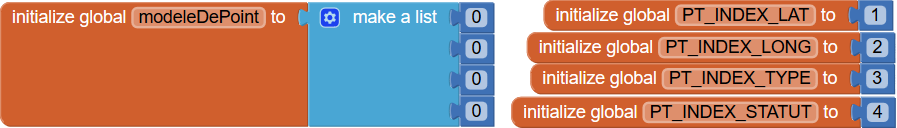 initialize global modeleDePoint to make a list 0
0
0
0
initialize global PT_INDEX_LAT to 1
initialize global PT_INDEX_LONG to 2
initialize global PT_INDEX_TYPE to 3
initialize global PT_INDEX_STATUT to 4